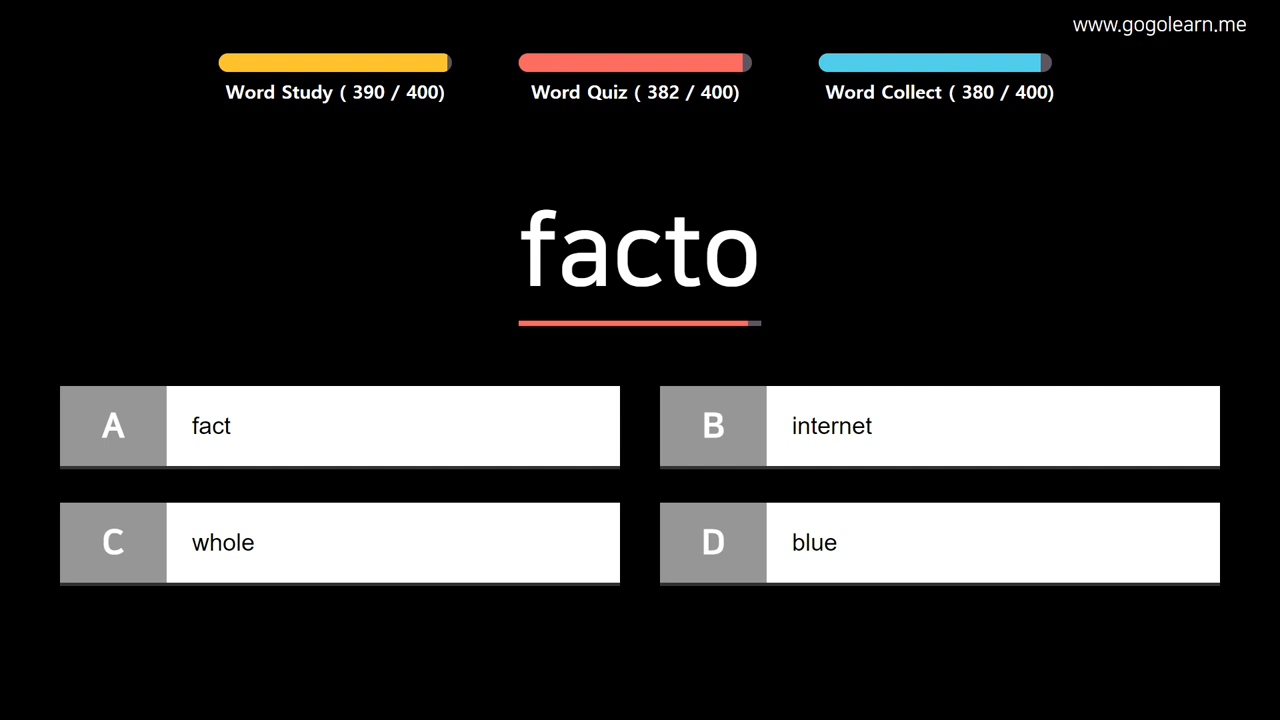 www.gogolearn.me
Word Study ( 390 / 400)
Word Quiz ( 382 / 400)
Word Collect ( 380 / 400)
facto
A
fact
B
internet
C
whole
D
blue